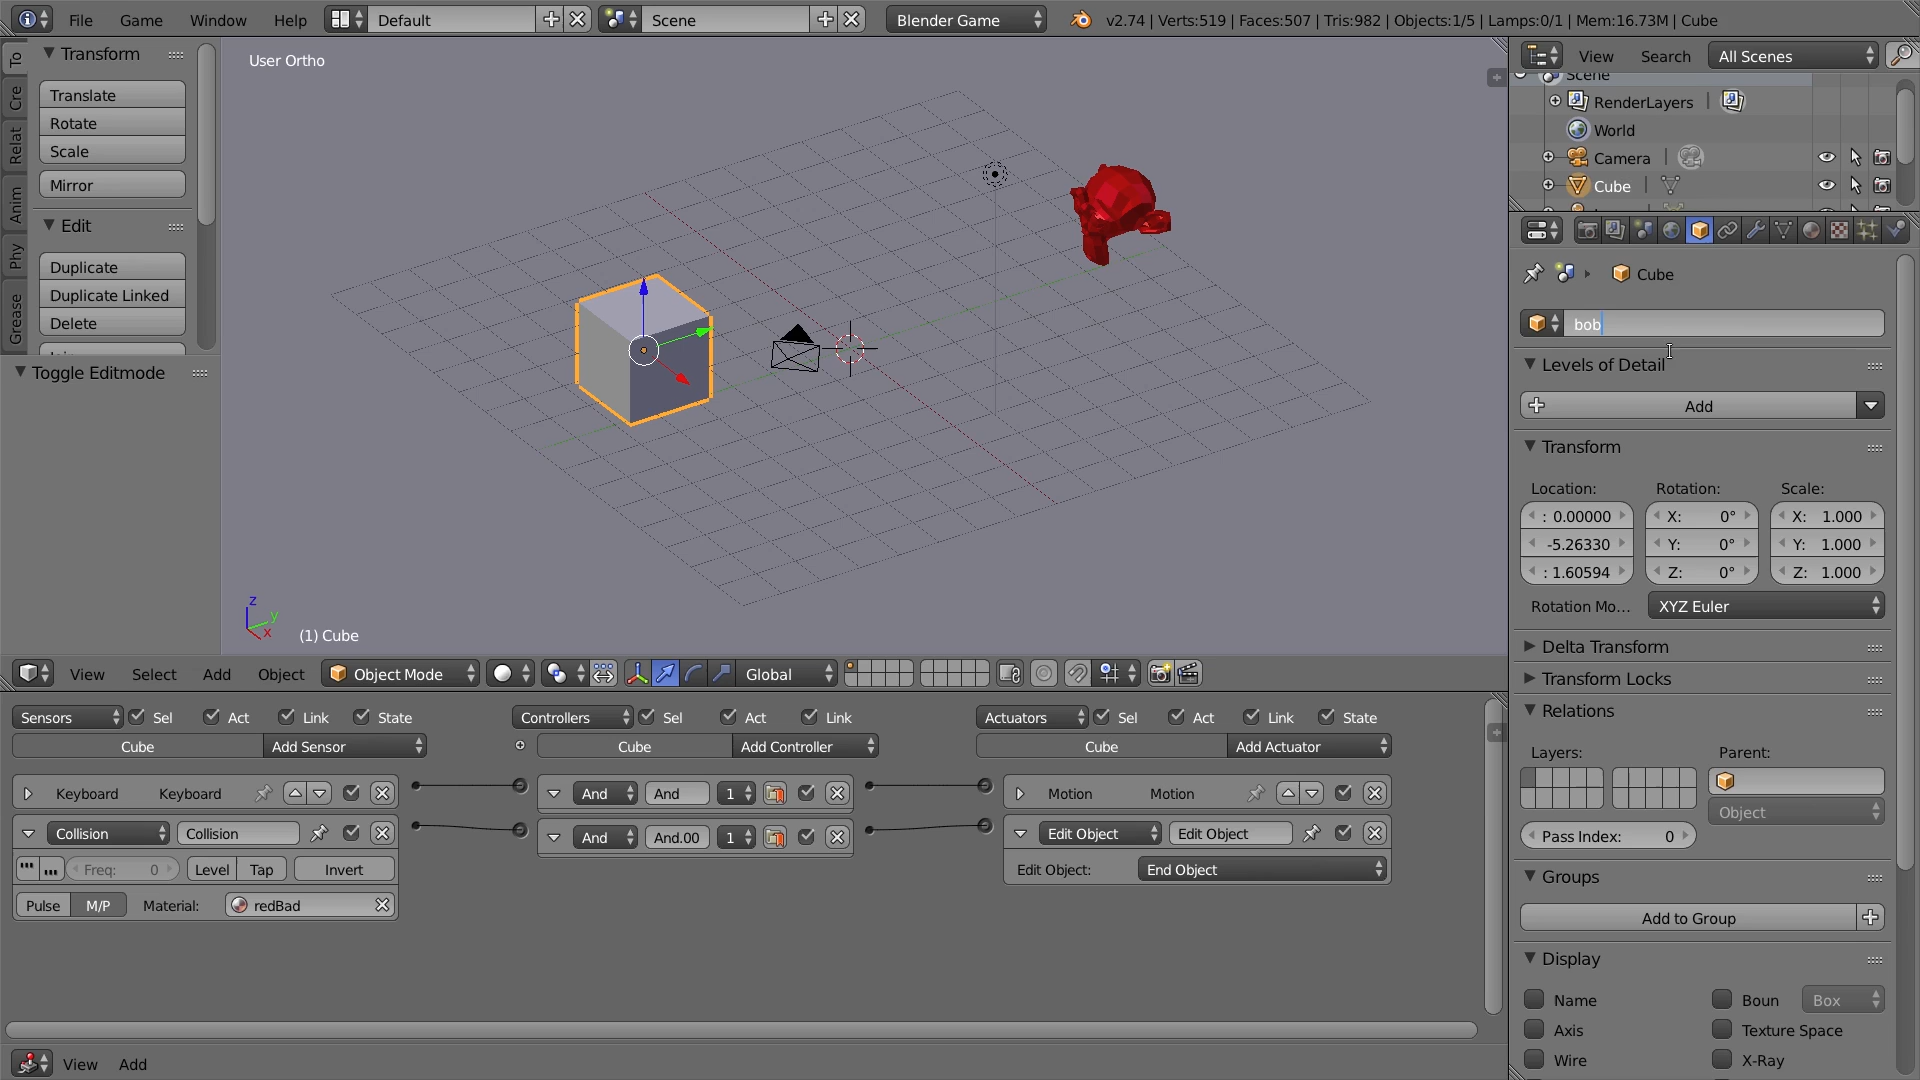 File Game Window Help Default Scene Blender Game v2.74 | Verts:519 | Faces:507 | Tris:982 | Objects:1/5 | Lamps:0/1 | Mem:16.73M | Cube
To
Cre
Relat
Anim
Phy
Grease
Transform
Translate
Rotate
Scale
Mirror
Edit
Duplicate
Duplicate Linked
Delete
Toggle Editmode
User Ortho
z
y
x
(1) Cube
View Search All Scenes
Scene
RenderLayers
World
Camera
Cube
Cube
bob
Levels of Detail
Add
Transform
Location: Rotation: Scale:
: 0.00000 X: 0° X: 1.000
-5.26330 Y: 0° Y: 1.000
: 1.60594 Z: 0° Z: 1.000
Rotation Mo... XYZ Euler
Delta Transform
Transform Locks
Relations
Layers: Parent:
Object
Pass Index: 0
Groups
Add to Group
Display
Name Boun Box
Axis Texture Space
Wire X-Ray
View Select Add Object Object Mode Global
Sensors Sel Act Link State Controllers Sel Act Link Actuators Sel Act Link State
Cube Add Sensor Cube Add Controller Cube Add Actuator
Keyboard Keyboard And And 1 Motion Motion
Collision Collision And And.00 1 Edit Object Edit Object
Freq: 0 Level Tap Invert Edit Object: End Object
Pulse M/P Material: redBad
View Add